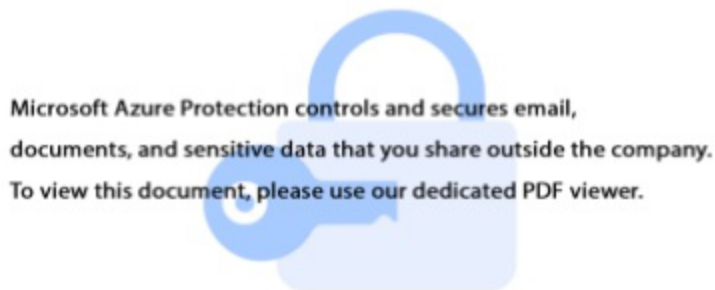 Microsoft Azure Protection controls and secures email,
documents, and sensitive data that you share outside the company.
To view this document, please use our dedicated PDF viewer.